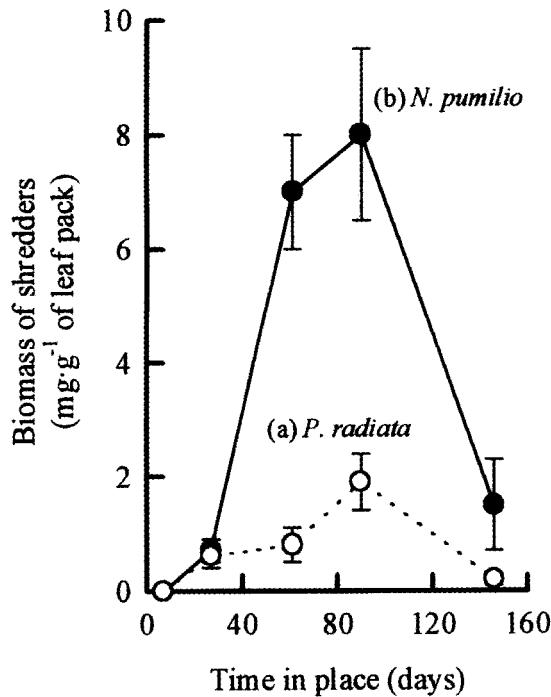 10
8
6
4
2
0
Biomass of shredders
(mg·g⁻¹ of leaf pack)
(b) N. pumilio
(a) P. radiata
0 40 80 120 160
Time in place (days)